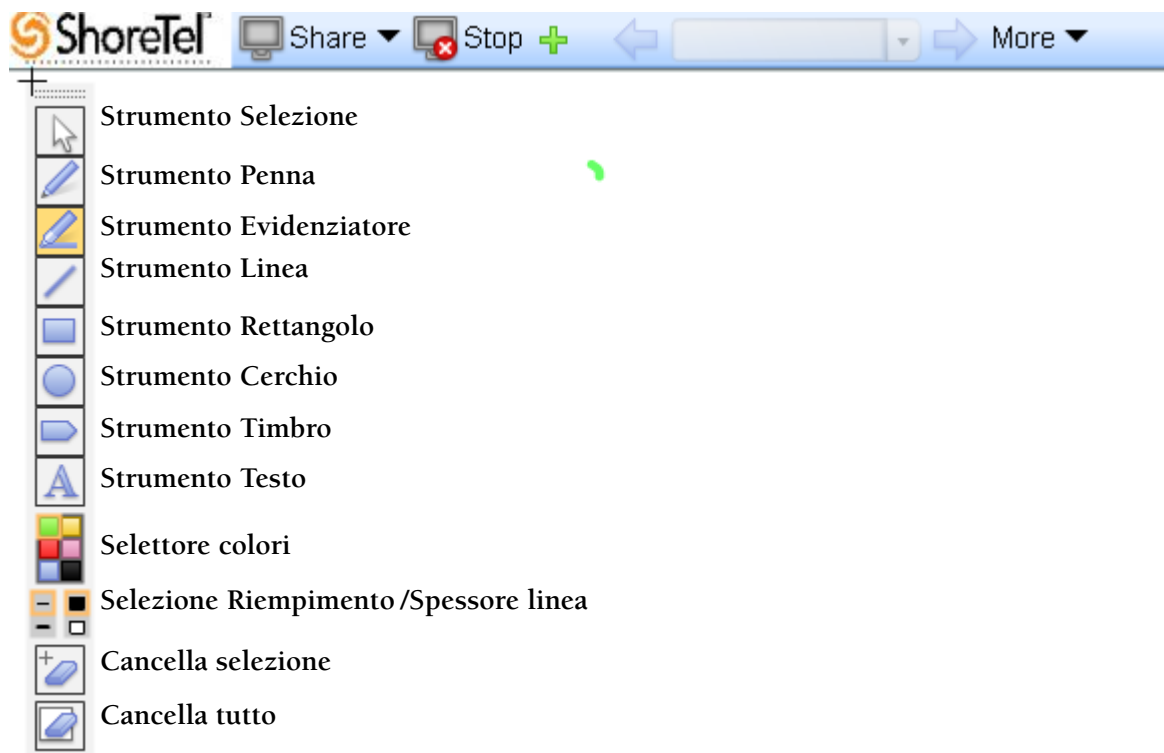 ShoreTel Share Stop More
Strumento Selezione
Strumento Penna
Strumento Evidenziatore
Strumento Linea
Strumento Rettangolo
Strumento Cerchio
Strumento Timbro
A Strumento Testo
Selettore colori
Selezione Riempimento /Spessore linea
Cancella selezione
Cancella tutto